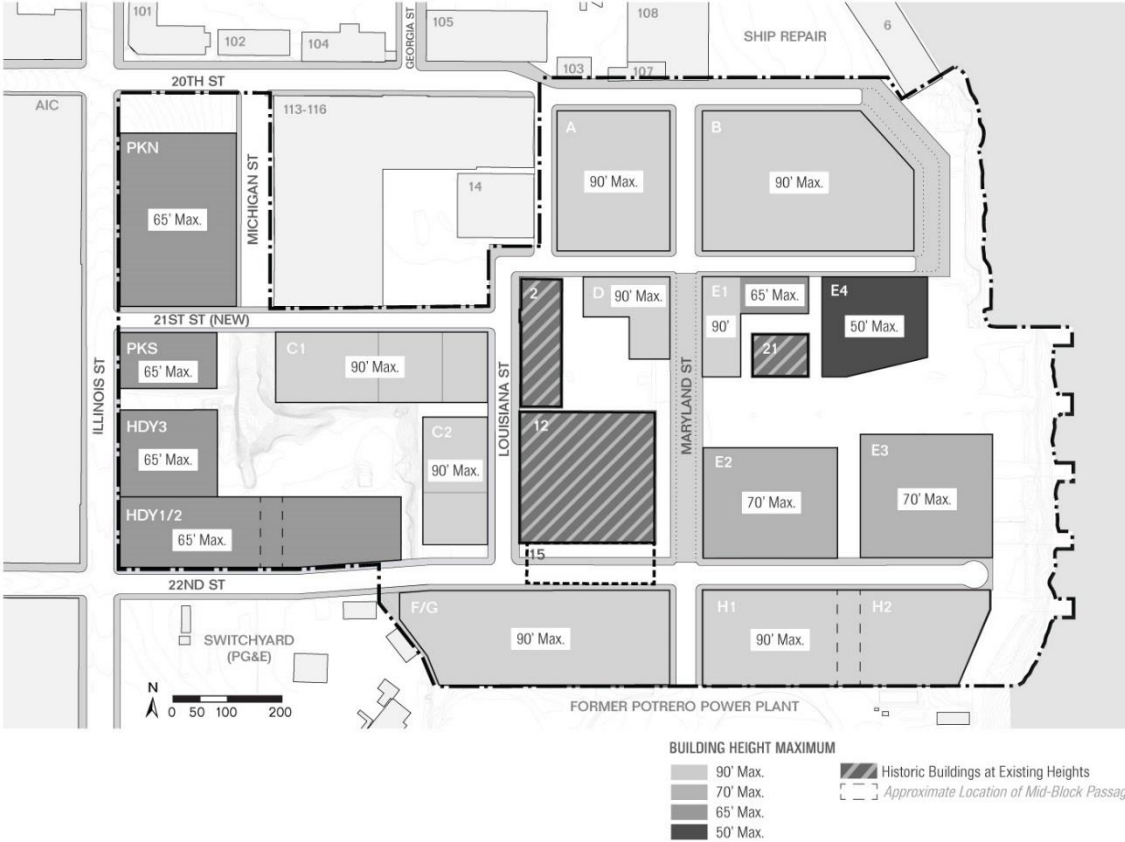 101
102
104
GEORGIA ST
105
103
108
107
SHIP REPAIR
6
20TH ST
AIC
PKN
65' Max.
MICHIGAN ST
113-116
14
A
90' Max.
B
90' Max.
21ST ST (NEW)
ILLINOIS ST
PKS
65' Max.
C1
90' Max.
LOUISIANA ST
2
D
90' Max.
MARYLAND ST
E1
65' Max.
90'
21
E4
50' Max.
HDY3
65' Max.
C2
90' Max.
12
E2
70' Max.
E3
70' Max.
HDY1/2
65' Max.
15
22ND ST
SWITCHYARD
(PG&E)
F/G
90' Max.
H1
90' Max.
H2
N
0 50 100 200
FORMER POTRERO POWER PLANT
BUILDING HEIGHT MAXIMUM
90' Max.
70' Max.
65' Max.
50' Max.
Historic Buildings at Existing Heights
Approximate Location of Mid-Block Passag